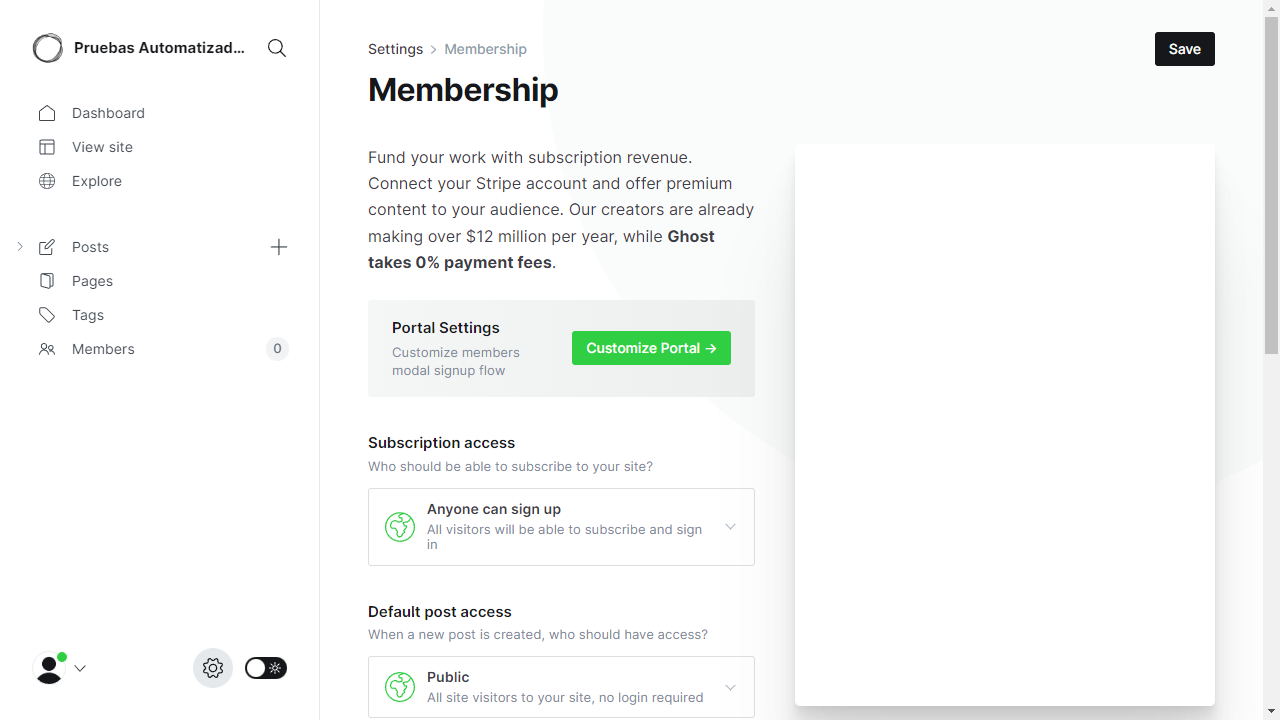 Pruebas Automatizad...
Dashboard
View site
Explore
Posts
Pages
Tags
Members
0
Settings
Membership
Save
Membership
Fund your work with subscription revenue.
Connect your Stripe account and offer premium
content to your audience. Our creators are already
making over $12 million per year, while Ghost
takes 0% payment fees.
Portal Settings
Customize members
modal signup flow
Customize Portal →
Subscription access
Who should be able to subscribe to your site?
Anyone can sign up
All visitors will be able to subscribe and sign
in
Default post access
When a new post is created, who should have access?
Public
All site visitors to your site, no login required